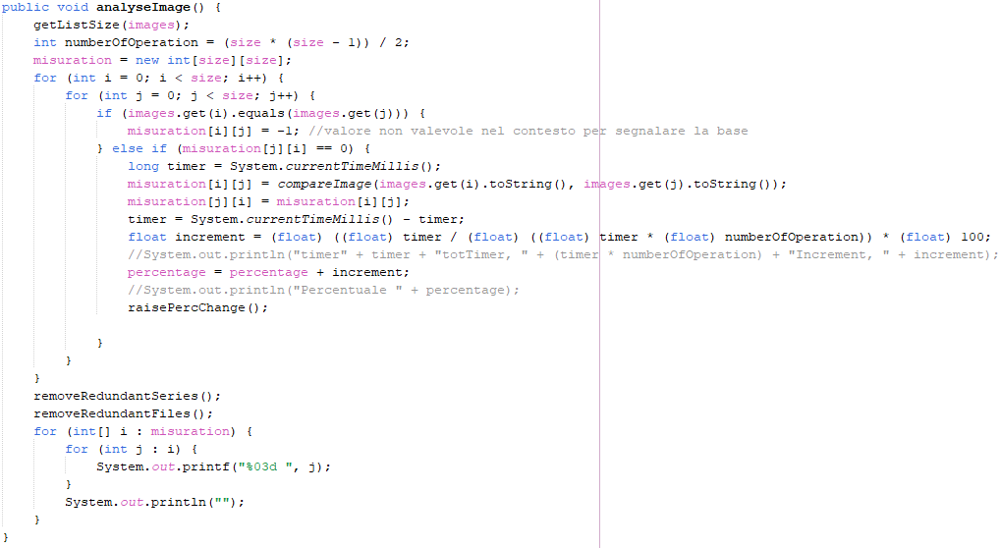 public void analyseImage() {
    getListSize(images);
    int numberOfOperation = (size * (size - 1)) / 2;
    misuration = new int[size][size];
    for (int i = 0; i < size; i++) {
        for (int j = 0; j < size; j++) {
            if (images.get(i).equals(images.get(j))) {
                misuration[i][j] = -1; //valore non valevole nel contesto per segnalare la base
            } else if (misuration[j][i] == 0) {
                long timer = System.currentTimeMillis();
                misuration[i][j] = compareImage(images.get(i).toString(), images.get(j).toString());
                misuration[j][i] = misuration[i][j];
                timer = System.currentTimeMillis() - timer;
                float increment = (float) ((float) timer / (float) ((float) timer * (float) numberOfOperation)) * (float) 100;
                //System.out.println("timer" + timer + "totTimer, " + (timer * numberOfOperation) + "Increment, " + increment);
                percentage = percentage + increment;
                //System.out.println("Percentuale " + percentage);
                raisePercChange();

            }
        }
    }
    removeRedundantSeries();
    removeRedundantFiles();
    for (int[] i : misuration) {
        for (int j : i) {
            System.out.printf("%03d ", j);
        }
        System.out.println("");
    }
}